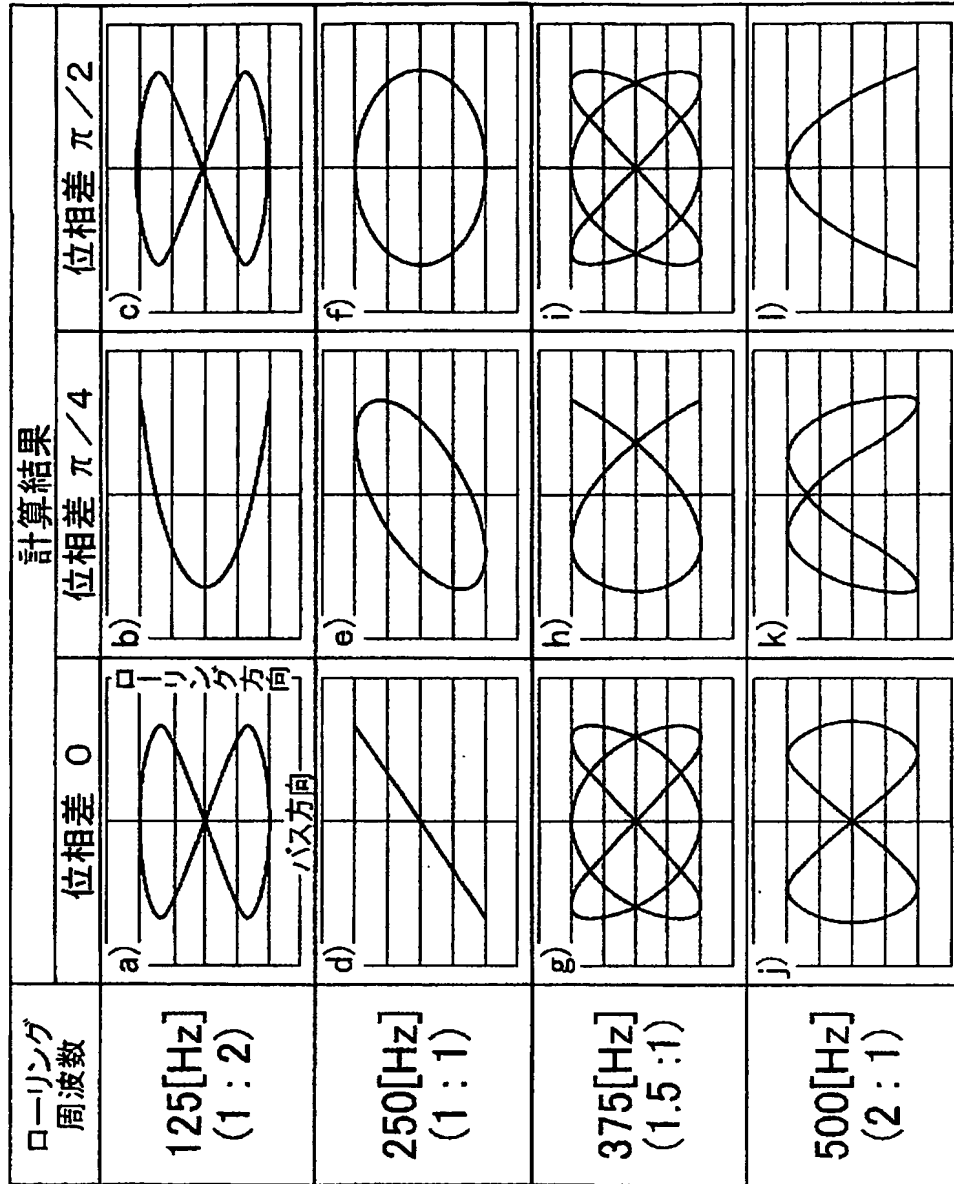 ローリング
周波数
計算結果
位相差 0
位相差 π/4
位相差 π/2
125[Hz]
(1 : 2)
a)
ローリング方向
バス方向
b)
c)
250[Hz]
(1 : 1)
d)
e)
f)
375[Hz]
(1.5 :1)
g)
h)
i)
500[Hz]
(2 : 1)
j)
k)
l)